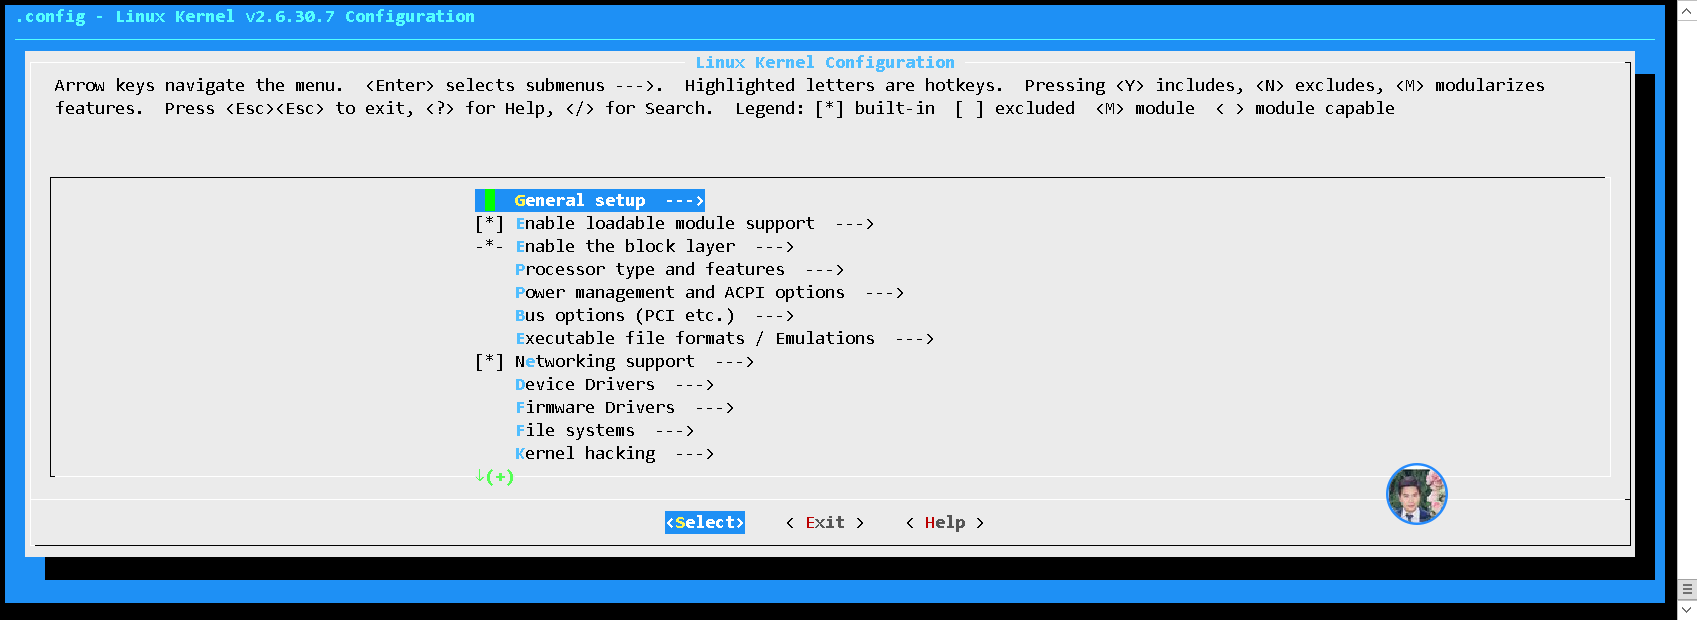 .config - Linux Kernel v2.6.30.7 Configuration
Linux Kernel Configuration
Arrow keys navigate the menu.  <Enter> selects submenus --->.  Highlighted letters are hotkeys.  Pressing <Y> includes, <N> excludes, <M> modularizes
features.  Press <Esc><Esc> to exit, <?> for Help, </> for Search.  Legend: [*] built-in  [ ] excluded  <M> module  < > module capable
General setup  --->
[*] Enable loadable module support  --->
-*- Enable the block layer  --->
Processor type and features  --->
Power management and ACPI options  --->
Bus options (PCI etc.)  --->
Executable file formats / Emulations  --->
[*] Networking support  --->
Device Drivers  --->
Firmware Drivers  --->
File systems  --->
Kernel hacking  --->
↓(+)
<Select>    < Exit >    < Help >